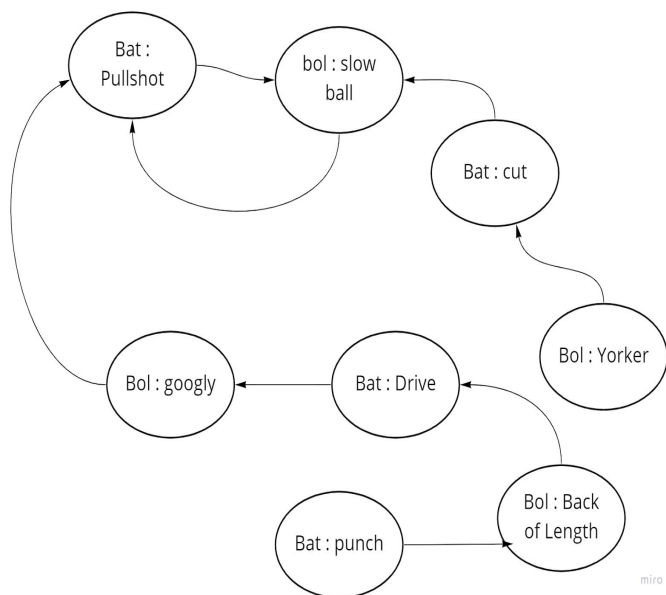 Bat :
Pullshot
bol : slow
ball
Bat : cut
Bol : Yorker
Bol : googly
Bat : Drive
Bol : Back
of Length
Bat : punch
miro